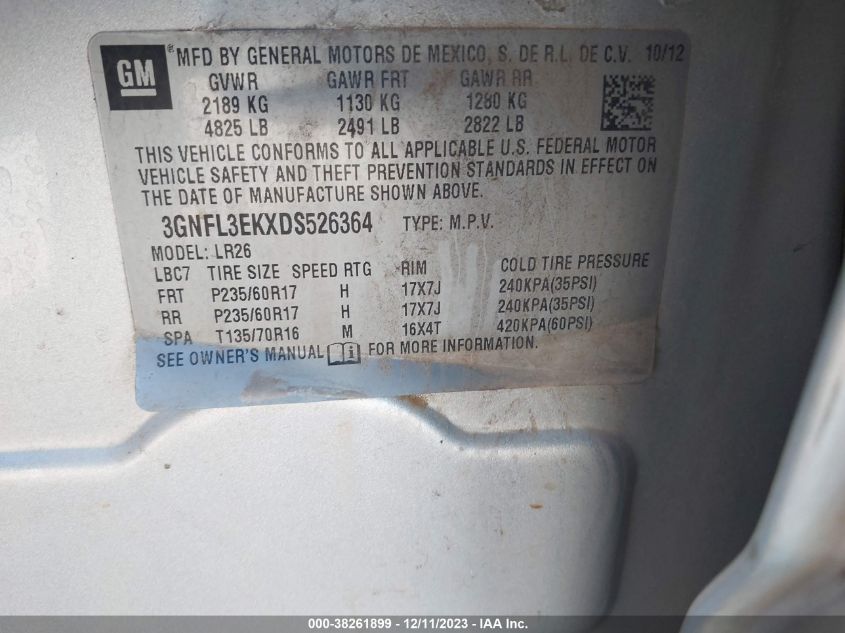 GM
® MFD BY GENERAL MOTORS DE MEXICO, S. DE R.L. DE C.V. 10/12
GVWR GAWR FRT GAWR RR
2189 KG 1130 KG 1280 KG
4825 LB 2491 LB 2822 LB
THIS VEHICLE CONFORMS TO ALL APPLICABLE U.S. FEDERAL MOTOR
VEHICLE SAFETY AND THEFT PREVENTION STANDARDS IN EFFECT ON
THE DATE OF MANUFACTURE SHOWN ABOVE.
3GNFL3EKXDS526364 TYPE: M.P.V.
MODEL: LR26
LBC7 TIRE SIZE SPEED RTG RIM COLD TIRE PRESSURE
FRT P235/60R17 H 17X7J 240KPA(35PSI)
RR P235/60R17 H 17X7J 240KPA(35PSI)
SPA T135/70R16 M 16X4T 420KPA(60PSI)
SEE OWNER'S MANUAL FOR MORE INFORMATION.
000-38261899 - 12/11/2023 - IAA Inc.